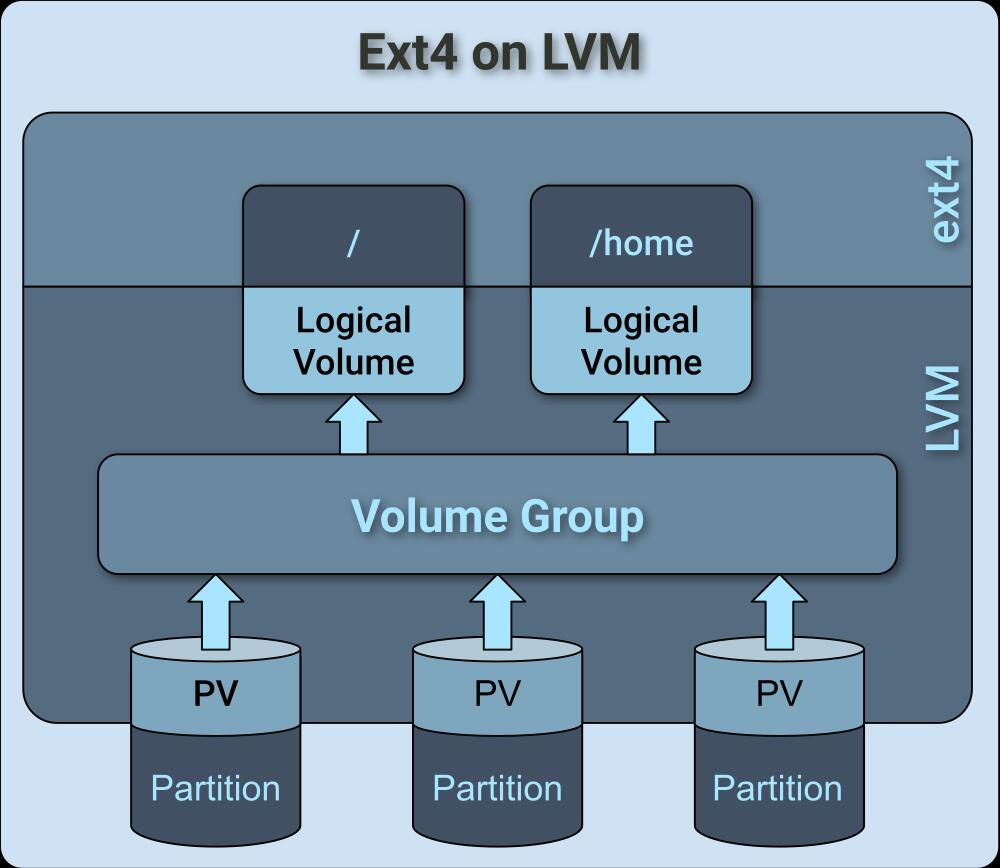 Ext4 on LVM
ext4
/
/home
Logical
Volume
Logical
Volume
LVM
Volume Group
PV
PV
PV
Partition
Partition
Partition